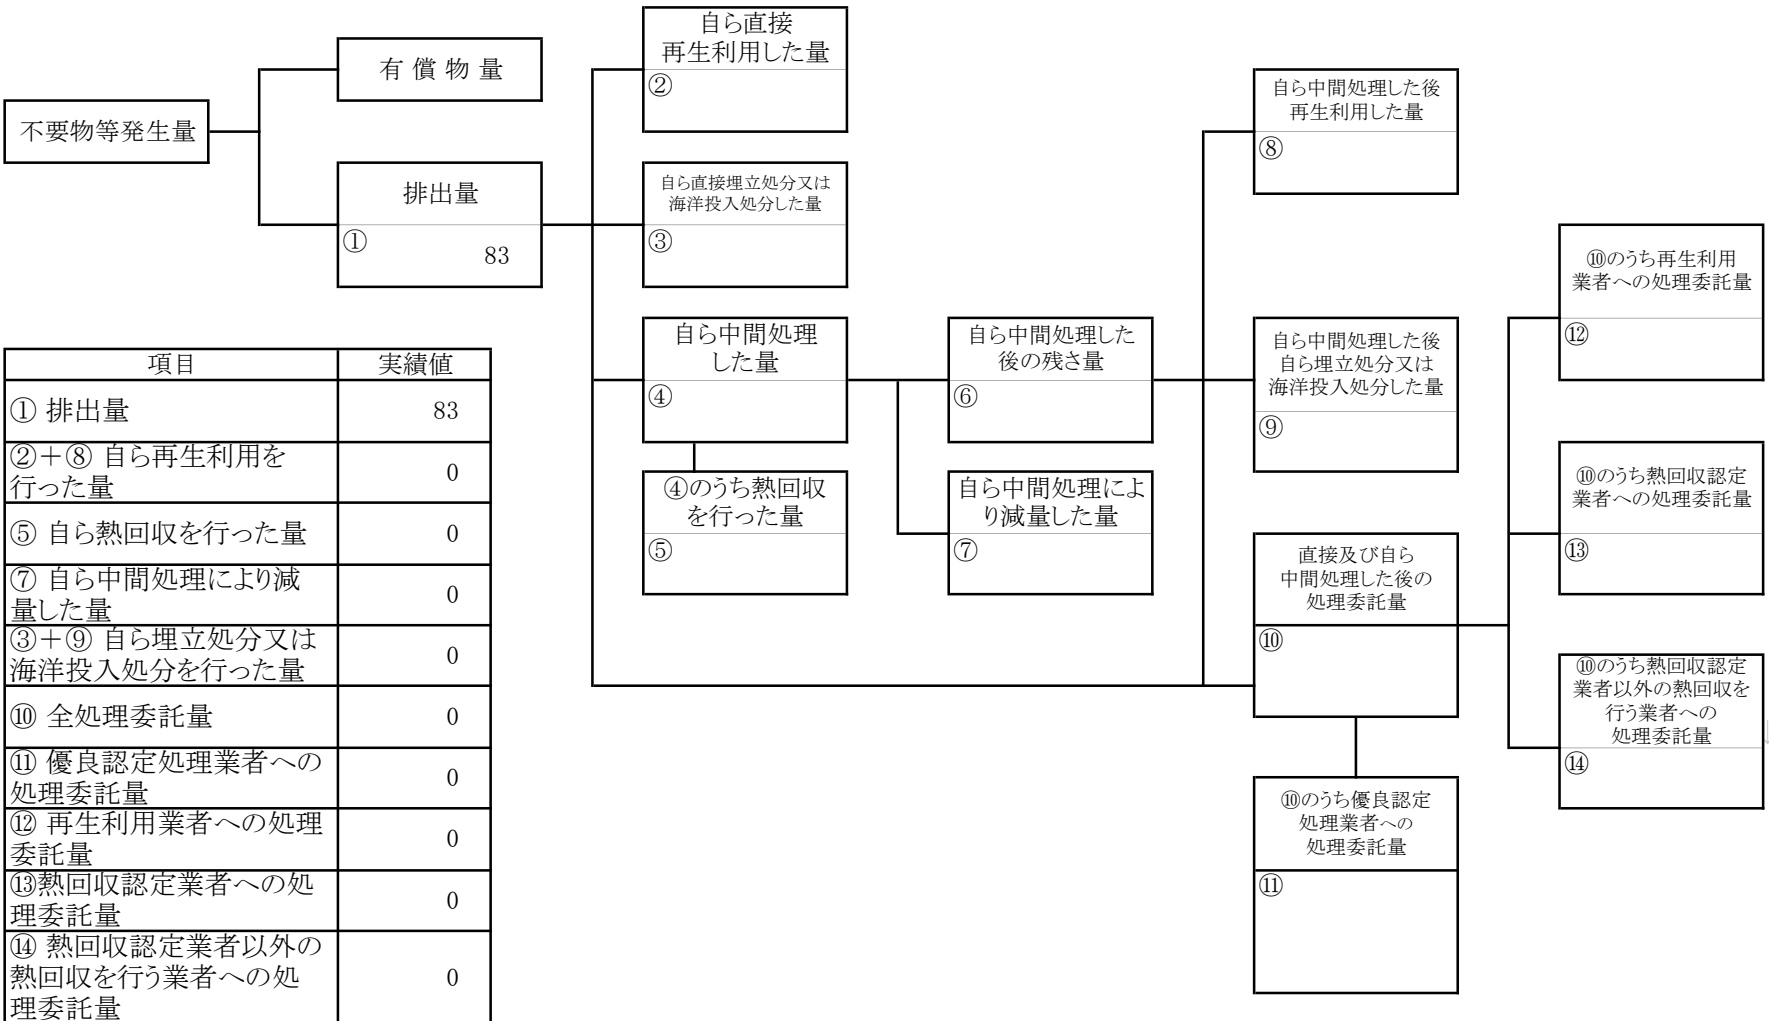 不要物等発生量
有 償 物 量
排出量
①
83
自ら直接
再生利用した量
②
自ら直接埋立処分又は
海洋投入処分した量
③
自ら中間処理
した量
④
④のうち熱回収
を行った量
⑤
自ら中間処理した
後の残さ量
⑥
自ら中間処理によ
り減量した量
⑦
自ら中間処理した後
再生利用した量
⑧
自ら中間処理した後
自ら埋立処分又は
海洋投入処分した量
⑨
直接及び自ら
中間処理した後の
処理委託量
⑩
⑩のうち優良認定
処理業者への
処理委託量
⑪
⑩のうち再生利用
業者への処理委託量
⑫
⑩のうち熱回収認定
業者への処理委託量
⑬
⑩のうち熱回収認定
業者以外の熱回収を
行う業者への
処理委託量
⑭
項目 実績値
① 排出量 83
②+⑧ 自ら再生利用を
行った量 0
⑤ 自ら熱回収を行った量 0
⑦ 自ら中間処理により減
量した量 0
③+⑨ 自ら埋立処分又は
海洋投入処分を行った量 0
⑩ 全処理委託量 0
⑪ 優良認定処理業者への
処理委託量 0
⑫ 再生利用業者への処理
委託量 0
⑬熱回収認定業者への処
理委託量 0
⑭ 熱回収認定業者以外の
熱回収を行う業者への処 0
理委託量